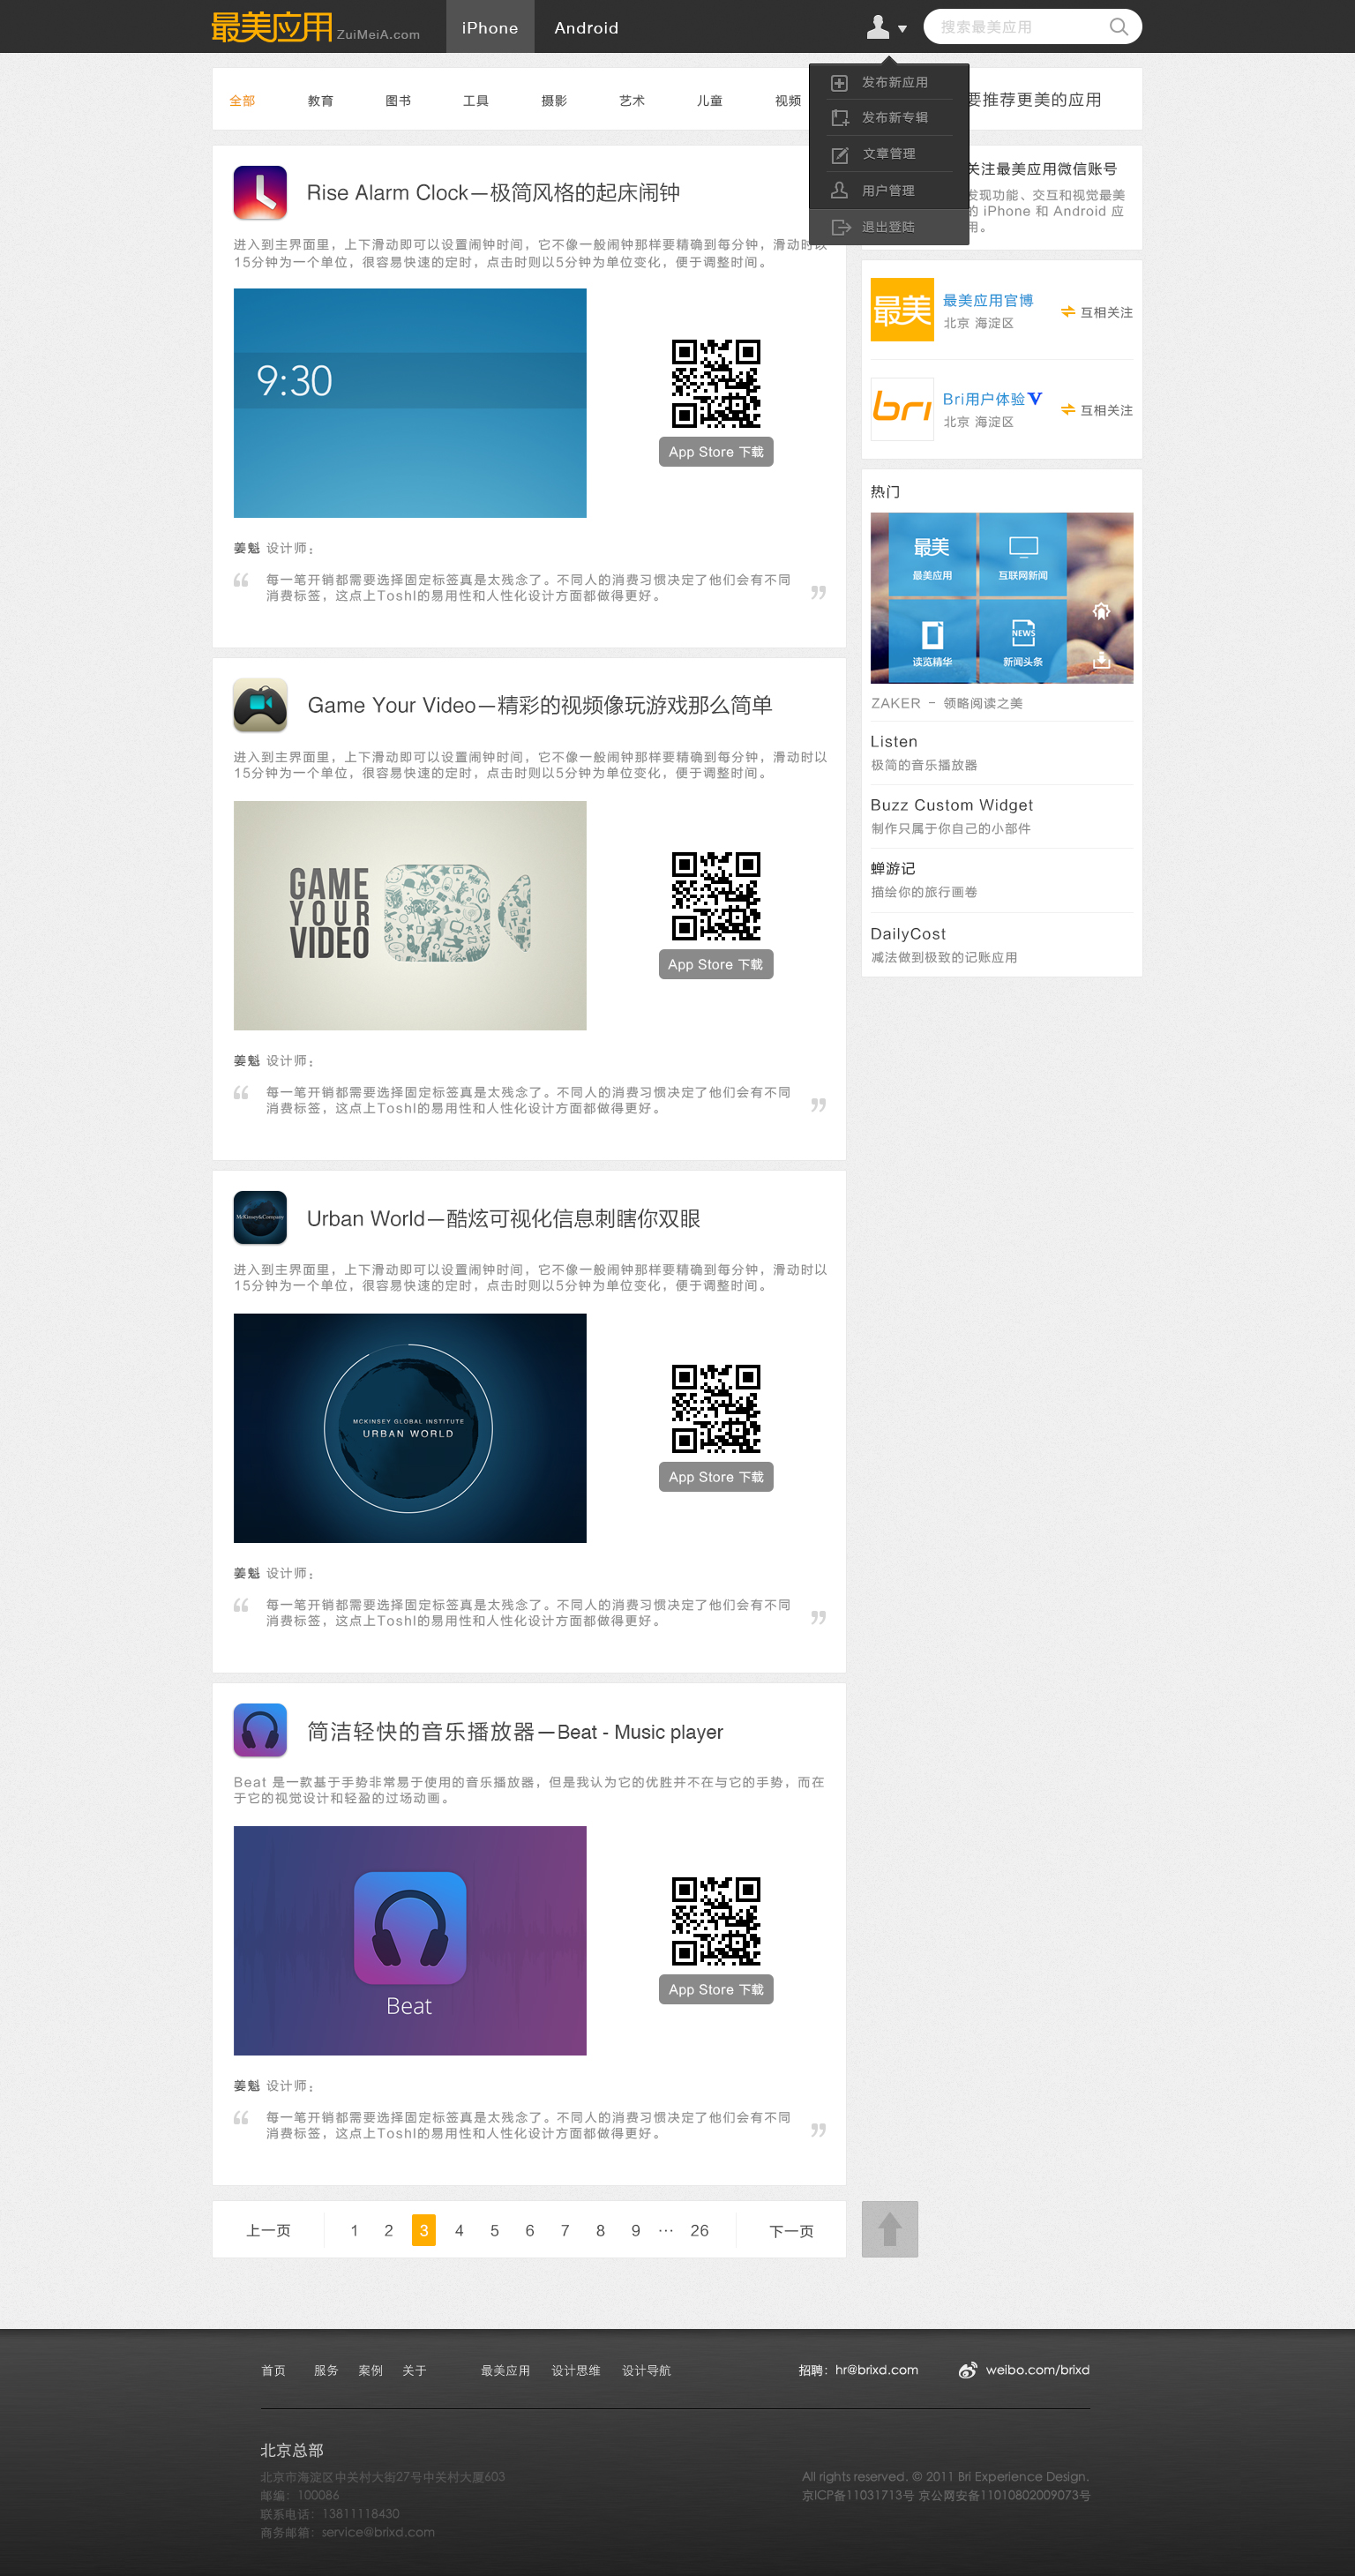 最美应用 ZuiMeiA.com
iPhone
Android
搜索最美应用
发布新应用
发布新专辑
文章管理
用户管理
退出登陆
全部
教育
图书
工具
摄影
艺术
儿童
视频
要推荐更美的应用
Rise Alarm Clock—极简风格的起床闹钟
进入到主界面里，上下滑动即可以设置闹钟时间，它不像一般闹钟那样要精确到每分钟，滑动时以
15分钟为一个单位，很容易快速的定时，点击时则以5分钟为单位变化，便于调整时间。
9:30
App Store 下载
姜魁 设计师：
“ 每一笔开销都需要选择固定标签真是太残念了。不同人的消费习惯决定了他们会有不同
消费标签，这点上Toshl的易用性和人性化设计方面都做得更好。 ”
关注最美应用微信账号
发现功能、交互和视觉最美
的 iPhone 和 Android 应
用。
最美
最美应用官博
北京 海淀区
互相关注
bri
Bri用户体验 V
北京 海淀区
互相关注
热门
最美
最美应用
互联网新闻
读览精华
NEWS
新闻头条
ZAKER － 领略阅读之美
Listen
极简的音乐播放器
Buzz Custom Widget
制作只属于你自己的小部件
蝉游记
描绘你的旅行画卷
DailyCost
减法做到极致的记账应用
Game Your Video—精彩的视频像玩游戏那么简单
进入到主界面里，上下滑动即可以设置闹钟时间，它不像一般闹钟那样要精确到每分钟，滑动时以
15分钟为一个单位，很容易快速的定时，点击时则以5分钟为单位变化，便于调整时间。
GAME
YOUR
VIDEO
App Store 下载
姜魁 设计师：
“ 每一笔开销都需要选择固定标签真是太残念了。不同人的消费习惯决定了他们会有不同
消费标签，这点上Toshl的易用性和人性化设计方面都做得更好。 ”
McKinsey&Company
Urban World—酷炫可视化信息刺瞎你双眼
进入到主界面里，上下滑动即可以设置闹钟时间，它不像一般闹钟那样要精确到每分钟，滑动时以
15分钟为一个单位，很容易快速的定时，点击时则以5分钟为单位变化，便于调整时间。
MCKINSEY GLOBAL INSTITUTE
URBAN WORLD
App Store 下载
姜魁 设计师：
“ 每一笔开销都需要选择固定标签真是太残念了。不同人的消费习惯决定了他们会有不同
消费标签，这点上Toshl的易用性和人性化设计方面都做得更好。 ”
简洁轻快的音乐播放器—Beat - Music player
Beat 是一款基于手势非常易于使用的音乐播放器，但是我认为它的优胜并不在与它的手势，而在
于它的视觉设计和轻盈的过场动画。
Beat
App Store 下载
姜魁 设计师：
“ 每一笔开销都需要选择固定标签真是太残念了。不同人的消费习惯决定了他们会有不同
消费标签，这点上Toshl的易用性和人性化设计方面都做得更好。 ”
上一页 1 2 3 4 5 6 7 8 9 … 26 下一页
首页 服务 案例 关于 最美应用 设计思维 设计导航 招聘：hr@brixd.com weibo.com/brixd
北京总部
北京市海淀区中关村大街27号中关村大厦603
邮编：100086
联系电话：13811118430
商务邮箱：service@brixd.com
All rights reserved. © 2011 Bri Experience Design.
京ICP备11031713号 京公网安备11010802009073号